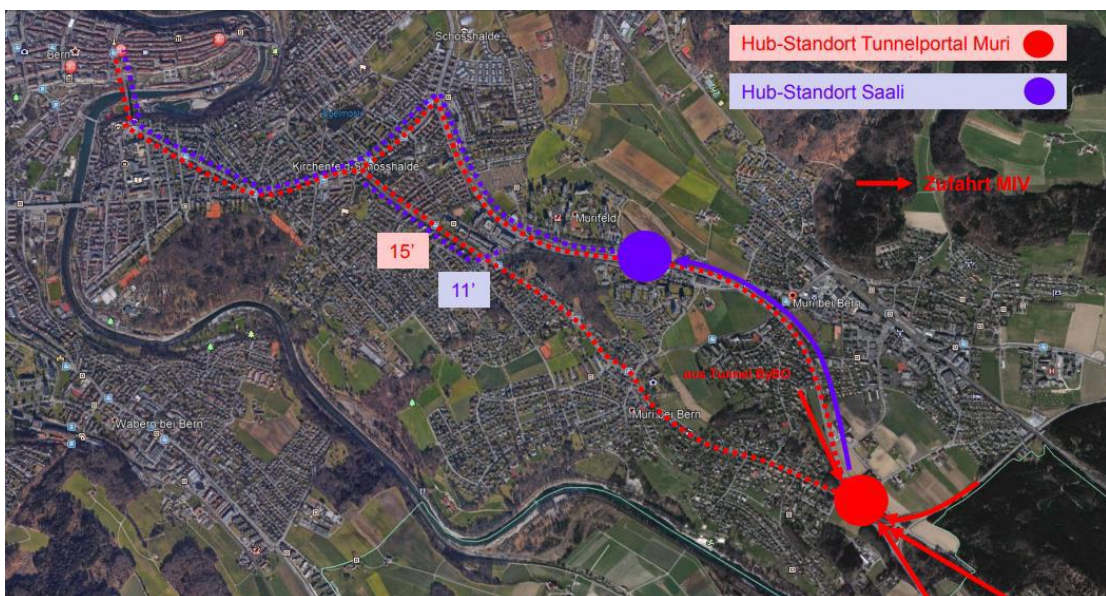 Hub-Standort Tunnelportal Muri
Hub-Standort Saali
Bern
Schosshalde
Zufahrt MIV
Kirchenfeld-Schosshalde
Murifeld
15'
11'
Muri bei Bern
aus Tunnel ByBO
Muri bei Bern
Wabern bei Bern